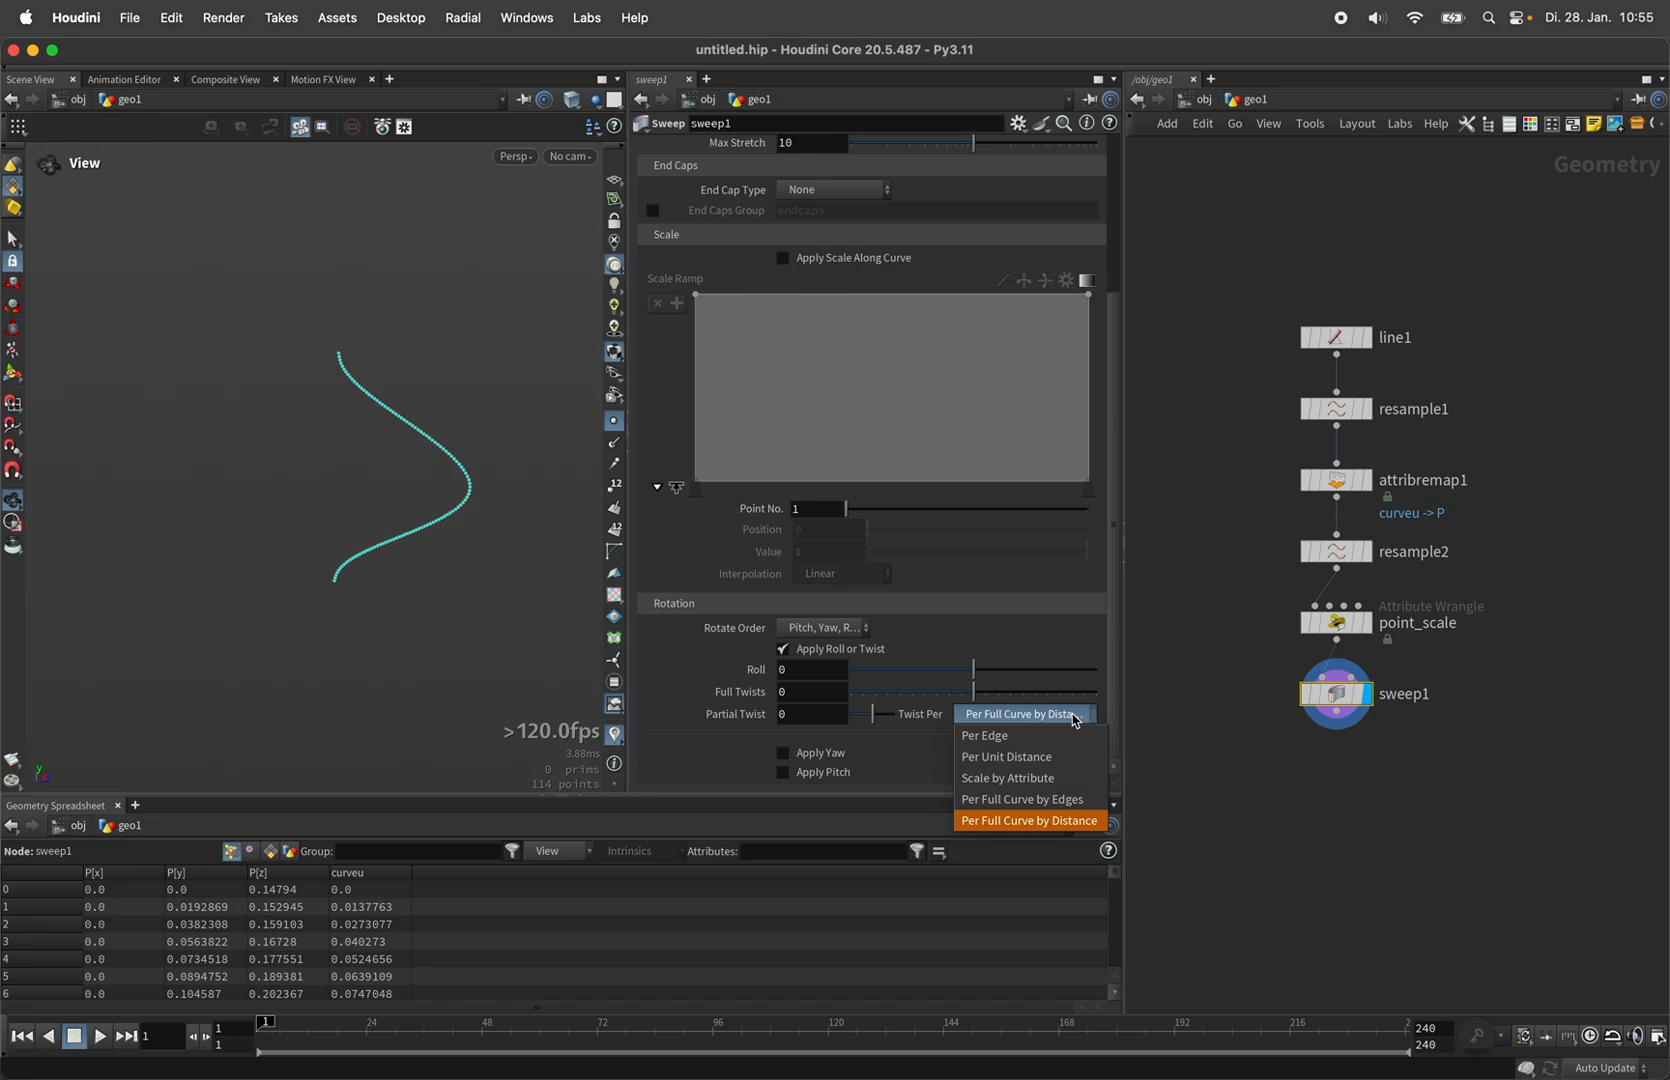 Houdini File Edit Render Takes Assets Desktop Radial Windows Labs Help Di. 28. Jan. 10:55
untitled.hip - Houdini Core 20.5.487 - Py3.11
Scene View Animation Editor Composite View Motion FX View
obj geo1
View
Persp No cam
>120.0fps
3.88ms
0 prims
114 points
y
12
12
sweep1
obj geo1
Sweep sweep1
Max Stretch 10
End Caps
End Cap Type None
End Caps Group endcaps
Scale
Apply Scale Along Curve
Scale Ramp
Point No. 1
Position 0
Value 1
Interpolation Linear
Rotation
Rotate Order Pitch, Yaw, R...
Apply Roll or Twist
Roll 0
Full Twists 0
Partial Twist 0 Twist Per Per Full Curve by Dista
Per Edge
Per Unit Distance
Scale by Attribute
Per Full Curve by Edges
Per Full Curve by Distance
Apply Yaw
Apply Pitch
/obj/geo1
obj geo1
Add Edit Go View Tools Layout Labs Help
Geometry
line1
resample1
attribremap1
curveu -> P
resample2
Attribute Wrangle
point_scale
sweep1
Geometry Spreadsheet
obj geo1
Node: sweep1 Group: View Intrinsics Attributes:
P[x] P[y] P[z] curveu
0 0.0 0.0 0.14794 0.0
1 0.0 0.0192869 0.152945 0.0137763
2 0.0 0.0382308 0.159103 0.0273077
3 0.0 0.0563822 0.16728 0.040273
4 0.0 0.0734518 0.177551 0.0524656
5 0.0 0.0894752 0.189381 0.0639109
6 0.0 0.104587 0.202367 0.0747048
1 1 1 1 24 48 72 96 120 144 168 192 216 2 240 240
Auto Update